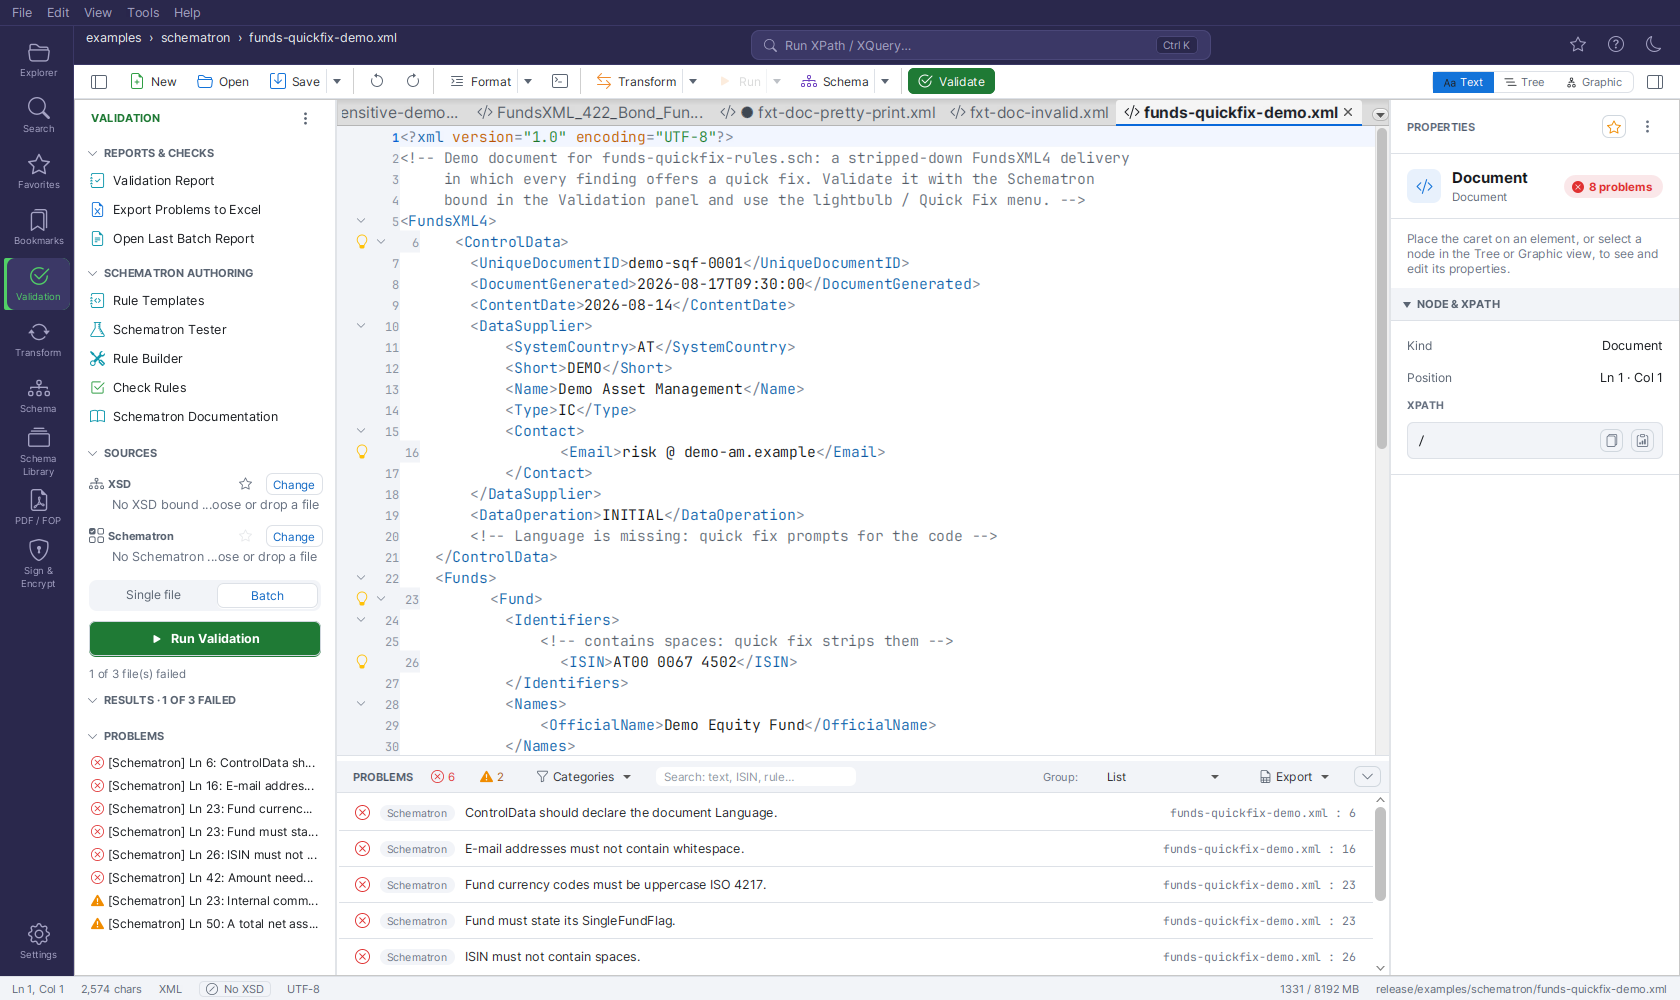 File Edit View Tools Help
examples › schematron › funds-quickfix-demo.xml
Run XPath / XQuery... Ctrl K
Explorer
Search
Favorites
Bookmarks
Validation
Transform
Schema
Schema Library
PDF / FOP
Sign & Encrypt
Settings
New Open Save Format Transform Run Schema Validate
Text Tree Graphic
VALIDATION
REPORTS & CHECKS
Validation Report
Export Problems to Excel
Open Last Batch Report
SCHEMATRON AUTHORING
Rule Templates
Schematron Tester
Rule Builder
Check Rules
Schematron Documentation
SOURCES
XSD Change
No XSD bound ...oose or drop a file
Schematron Change
No Schematron ...ose or drop a file
Single file Batch
Run Validation
1 of 3 file(s) failed
RESULTS · 1 OF 3 FAILED
PROBLEMS
[Schematron] Ln 6: ControlData sh...
[Schematron] Ln 16: E-mail addres...
[Schematron] Ln 23: Fund currenc...
[Schematron] Ln 23: Fund must sta...
[Schematron] Ln 26: ISIN must not ...
[Schematron] Ln 42: Amount need...
[Schematron] Ln 23: Internal comm...
[Schematron] Ln 50: A total net ass...
ensitive-demo... FundsXML_422_Bond_Fun... fxt-doc-pretty-print.xml fxt-doc-invalid.xml funds-quickfix-demo.xml
1 <?xml version="1.0" encoding="UTF-8"?>
2 <!-- Demo document for funds-quickfix-rules.sch: a stripped-down FundsXML4 delivery
3 in which every finding offers a quick fix. Validate it with the Schematron
4 bound in the Validation panel and use the lightbulb / Quick Fix menu. -->
5 <FundsXML4>
6 <ControlData>
7 <UniqueDocumentID>demo-sqf-0001</UniqueDocumentID>
8 <DocumentGenerated>2026-08-17T09:30:00</DocumentGenerated>
9 <ContentDate>2026-08-14</ContentDate>
10 <DataSupplier>
11 <SystemCountry>AT</SystemCountry>
12 <Short>DEMO</Short>
13 <Name>Demo Asset Management</Name>
14 <Type>IC</Type>
15 <Contact>
16 <Email>risk @ demo-am.example</Email>
17 </Contact>
18 </DataSupplier>
19 <DataOperation>INITIAL</DataOperation>
20 <!-- Language is missing: quick fix prompts for the code -->
21 </ControlData>
22 <Funds>
23 <Fund>
24 <Identifiers>
25 <!-- contains spaces: quick fix strips them -->
26 <ISIN>AT00 0067 4502</ISIN>
27 </Identifiers>
28 <Names>
29 <OfficialName>Demo Equity Fund</OfficialName>
30 </Names>
PROBLEMS 6 2 Categories Search: text, ISIN, rule... Group: List Export
Schematron ControlData should declare the document Language. funds-quickfix-demo.xml : 6
Schematron E-mail addresses must not contain whitespace. funds-quickfix-demo.xml : 16
Schematron Fund currency codes must be uppercase ISO 4217. funds-quickfix-demo.xml : 23
Schematron Fund must state its SingleFundFlag. funds-quickfix-demo.xml : 23
Schematron ISIN must not contain spaces. funds-quickfix-demo.xml : 26
PROPERTIES
Document
Document
8 problems
Place the caret on an element, or select a
node in the Tree or Graphic view, to see and
edit its properties.
NODE & XPATH
Kind Document
Position Ln 1 · Col 1
XPATH
/
Ln 1, Col 1 2,574 chars XML No XSD UTF-8 1331 / 8192 MB release/examples/schematron/funds-quickfix-demo.xml